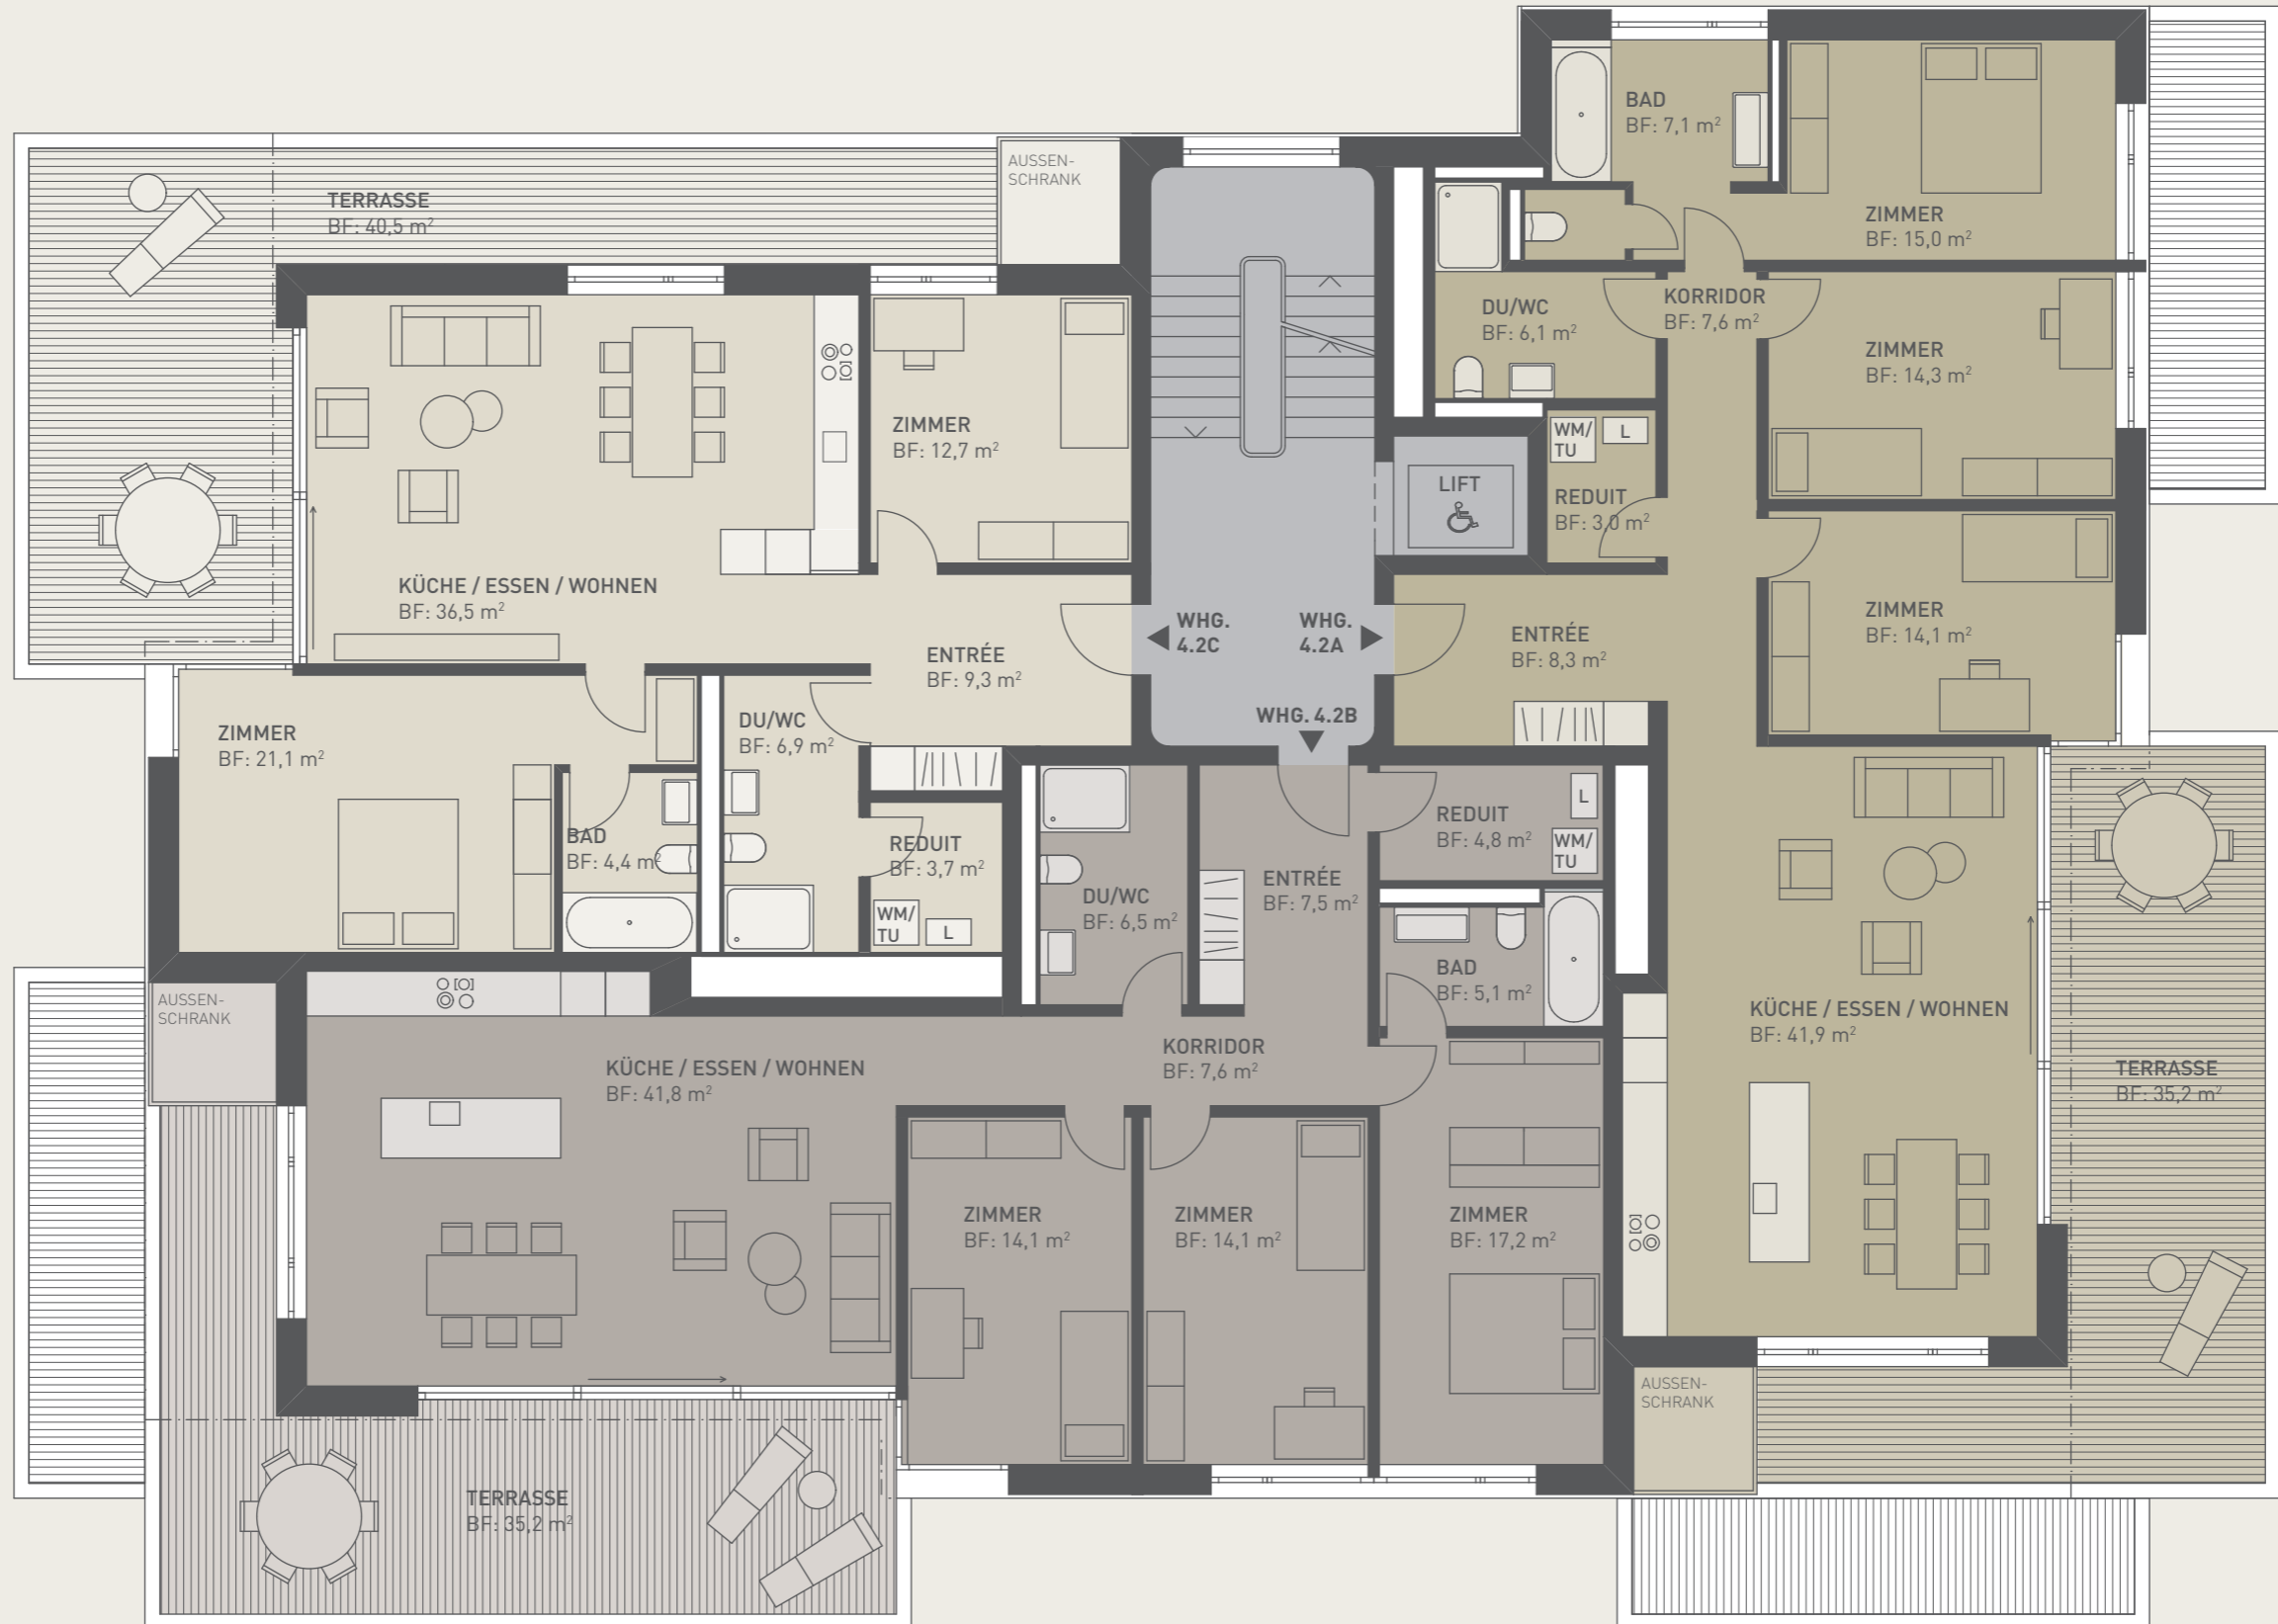 BAD
BF: 7,1 m²
ZIMMER
BF: 15,0 m²
AUSSEN-
SCHRANK
TERRASSE
BF: 40,5 m²
DU/WC
BF: 6,1 m²
KORRIDOR
BF: 7,6 m²
ZIMMER
BF: 14,3 m²
ZIMMER
BF: 12,7 m²
WM/
TU
L
LIFT
REDUIT
BF: 3,0 m²
KÜCHE / ESSEN / WOHNEN
BF: 36,5 m²
ENTRÉE
BF: 9,3 m²
WHG.
4.2C
WHG.
4.2A
WHG. 4.2B
ENTRÉE
BF: 8,3 m²
ZIMMER
BF: 14,1 m²
ZIMMER
BF: 21,1 m²
DU/WC
BF: 6,9 m²
BAD
BF: 4,4 m²
REDUIT
BF: 3,7 m²
WM/
TU
L
DU/WC
BF: 6,5 m²
ENTRÉE
BF: 7,5 m²
REDUIT
BF: 4,8 m²
L
WM/
TU
BAD
BF: 5,1 m²
KÜCHE / ESSEN / WOHNEN
BF: 41,9 m²
TERRASSE
BF: 35,2 m²
AUSSEN-
SCHRANK
KÜCHE / ESSEN / WOHNEN
BF: 41,8 m²
KORRIDOR
BF: 7,6 m²
ZIMMER
BF: 14,1 m²
ZIMMER
BF: 14,1 m²
ZIMMER
BF: 17,2 m²
AUSSEN-
SCHRANK
TERRASSE
BF: 35,2 m²